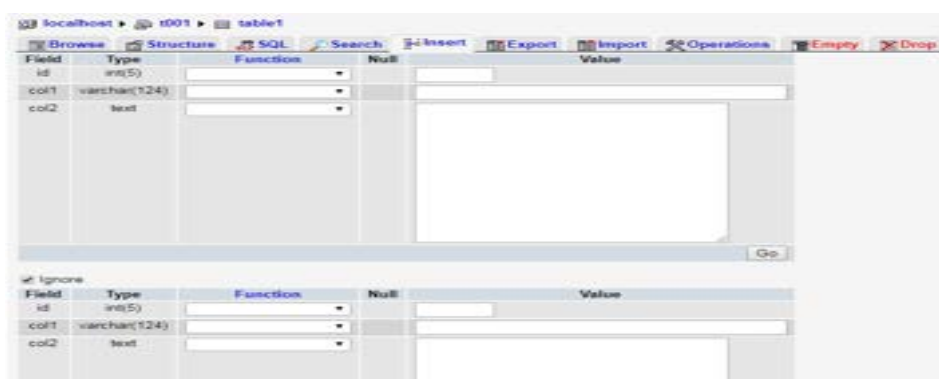 localhost ▸ t001 ▸ table1
Browse Structure SQL Search Insert Export Import Operations Empty Drop
Field Type Function Null Value
id int(5)
col1 varchar(124)
col2 text
Go
Ignore
Field Type Function Null Value
id int(5)
col1 varchar(124)
col2 text